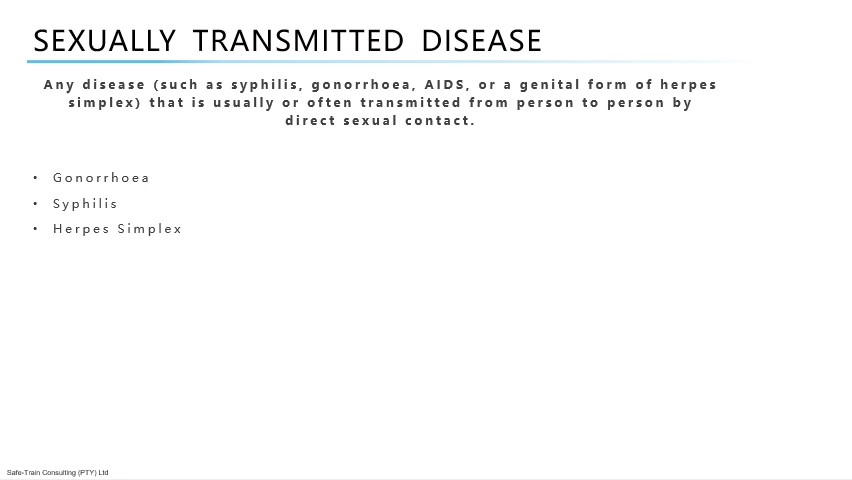 SEXUALLY TRANSMITTED DISEASE
Any disease (such as syphilis, gonorrhoea, AIDS, or a genital form of herpes
simplex) that is usually or often transmitted from person to person by
direct sexual contact.
• Gonorrhoea
• Syphilis
• Herpes Simplex
Safe-Train Consulting (PTY) Ltd